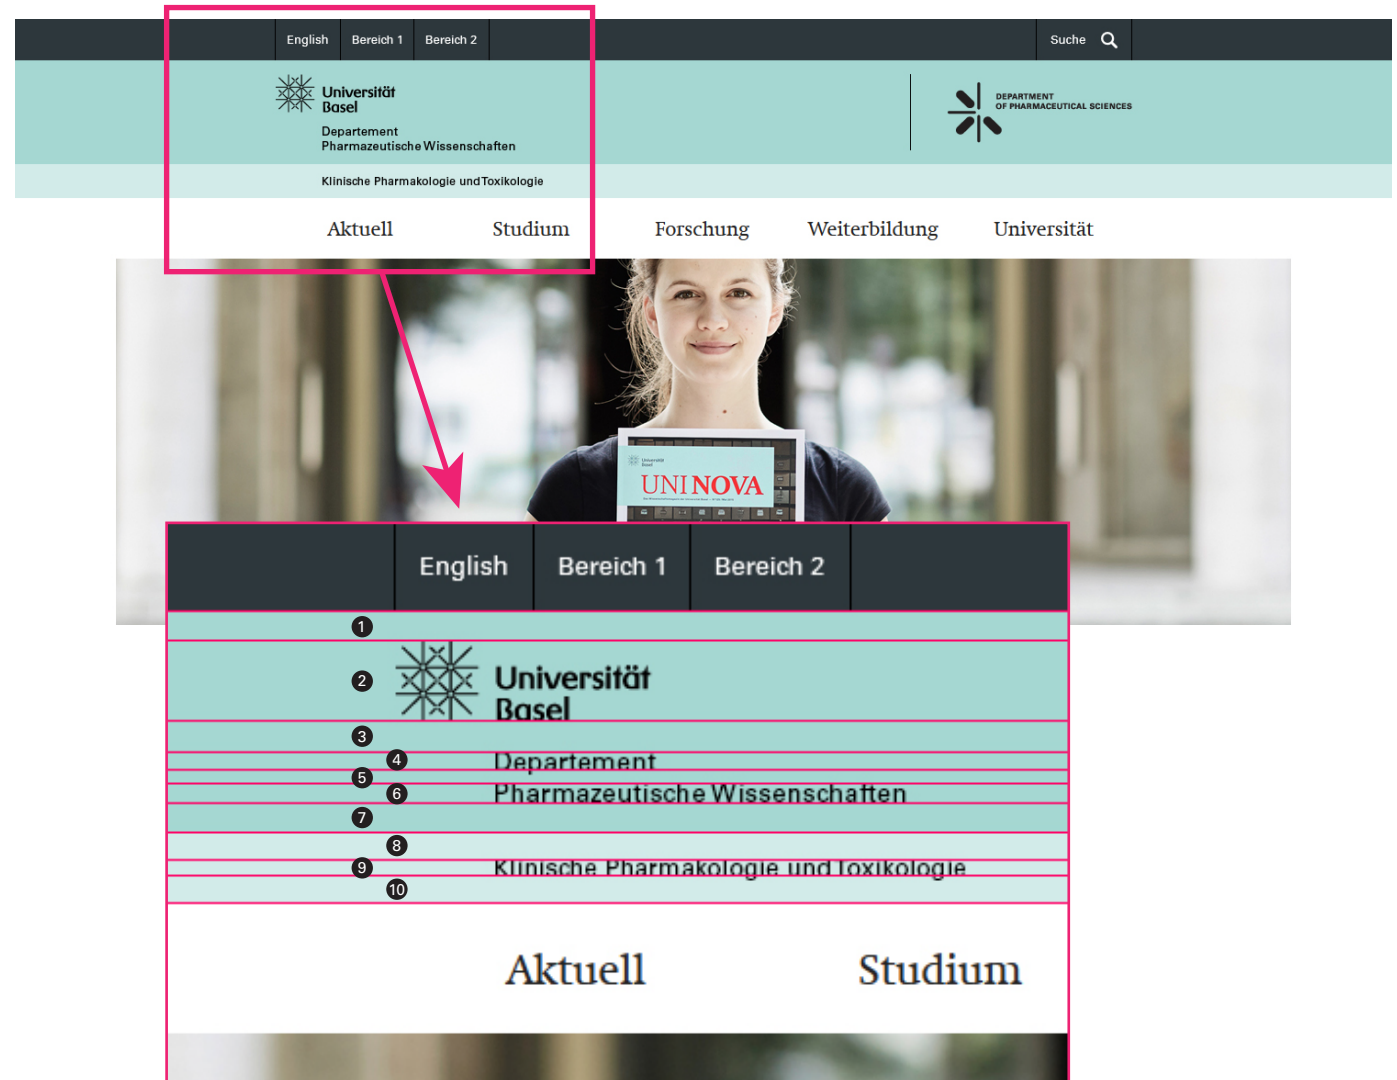 English Bereich 1 Bereich 2 Suche
Universität
Basel
Departement
Pharmazeutische Wissenschaften
DEPARTMENT
OF PHARMACEUTICAL SCIENCES
Klinische Pharmakologie und Toxikologie
Aktuell Studium Forschung Weiterbildung Universität
Universität
Basel
UNI NOVA
English Bereich 1 Bereich 2
1
2
Universität
Basel
3
4 Departement
5
6 Pharmazeutische Wissenschaften
7
8
9 Klinische Pharmakologie und Toxikologie
10
Aktuell Studium